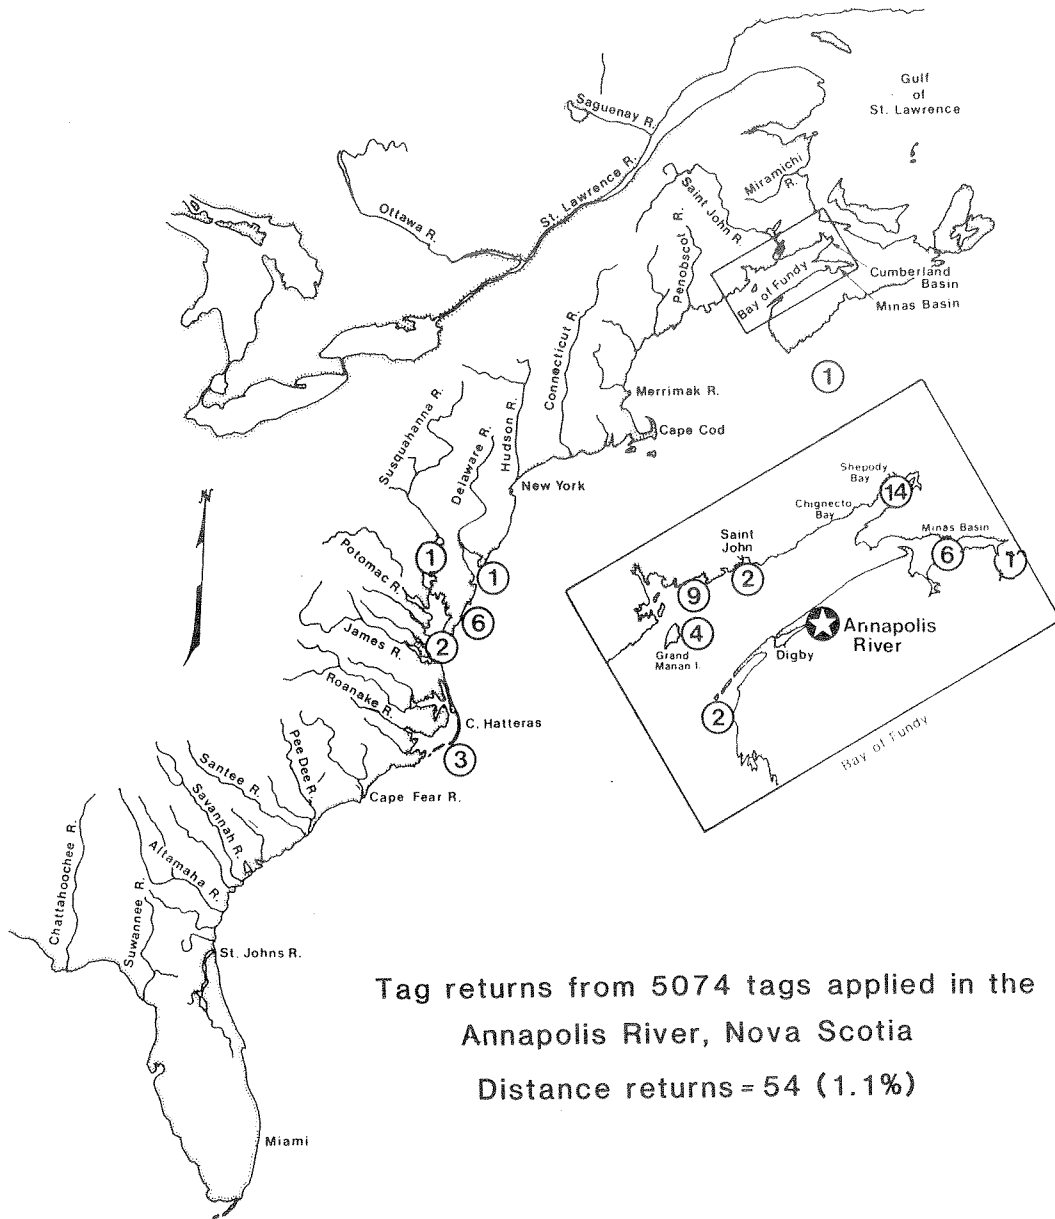 Gulf
of
St. Lawrence
Saguenay R.
Miramichi
R.
St. Lawrence R.
Saint John R.
Ottawa R.
Penobscot R.
Bay of Fundy
Cumberland
Basin
Minas Basin
Connecticut R.
1
Merrimak R.
Cape Cod
Susquahanna R.
Delaware R.
Hudson R.
New York
N
Shepody
Bay
14
Chignecto
Bay
Minas Basin
6
1
Saint
John
2
9
4
Grand
Manan I.
Annapolis
River
Digby
2
Bay of Fundy
Potomac R.
1
1
6
James R.
2
Roanake R.
C. Hatteras
3
Pee Dee R.
Cape Fear R.
Santee R.
Savannah R.
Altamaha R.
Chattahoochee R.
Suwannee R.
St. Johns R.
Miami
Tag returns from 5074 tags applied in the
Annapolis River, Nova Scotia
Distance returns = 54 (1.1%)